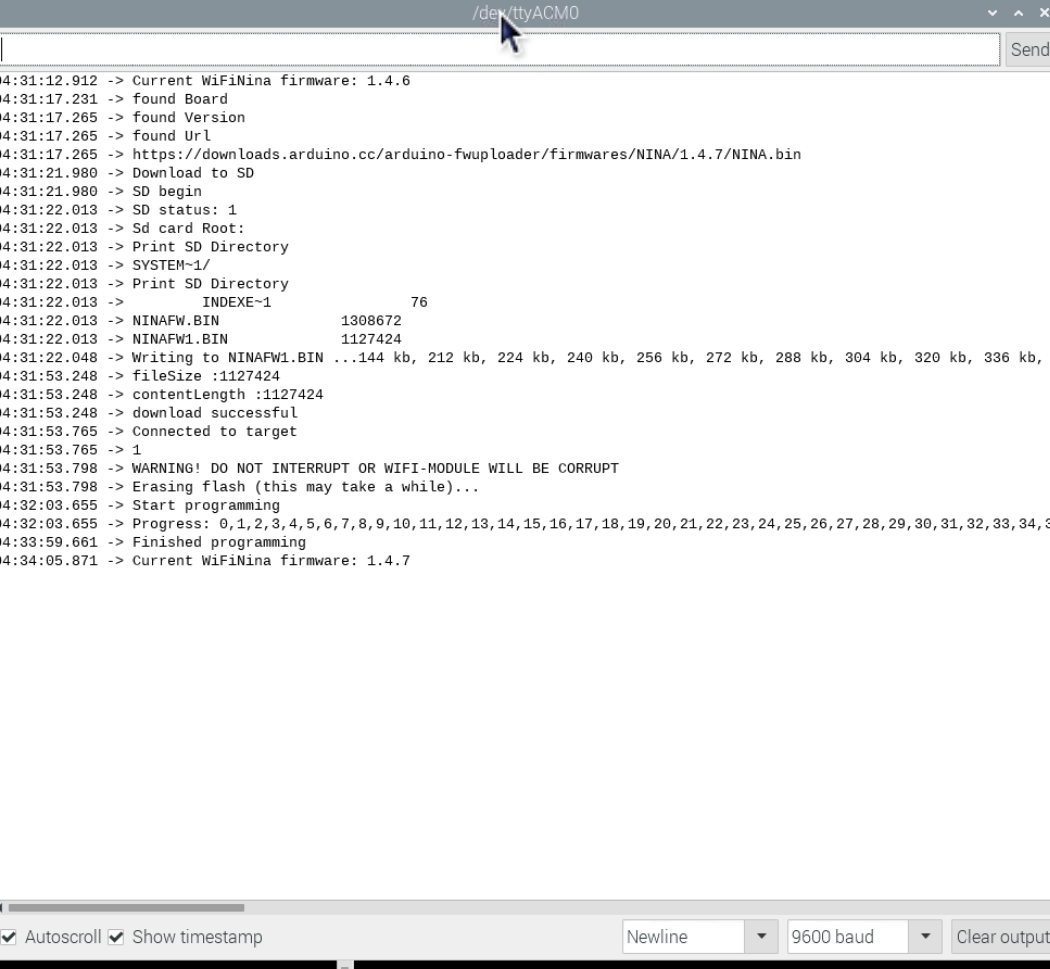 /dev/ttyACM0
Send
04:31:12.912 -> Current WiFiNina firmware: 1.4.6
04:31:17.231 -> found Board
04:31:17.265 -> found Version
04:31:17.265 -> found Url
04:31:17.265 -> https://downloads.arduino.cc/arduino-fwuploader/firmwares/NINA/1.4.7/NINA.bin
04:31:21.980 -> Download to SD
04:31:21.980 -> SD begin
04:31:22.013 -> SD status: 1
04:31:22.013 -> Sd card Root:
04:31:22.013 -> Print SD Directory
04:31:22.013 -> SYSTEM~1/
04:31:22.013 -> Print SD Directory
04:31:22.013 -> INDEXE~1 76
04:31:22.013 -> NINAFW.BIN 1308672
04:31:22.013 -> NINAFW1.BIN 1127424
04:31:22.048 -> Writing to NINAFW1.BIN ...144 kb, 212 kb, 224 kb, 240 kb, 256 kb, 272 kb, 288 kb, 304 kb, 320 kb, 336 kb,
04:31:53.248 -> fileSize :1127424
04:31:53.248 -> contentLength :1127424
04:31:53.248 -> download successful
04:31:53.765 -> Connected to target
04:31:53.765 -> 1
04:31:53.798 -> WARNING! DO NOT INTERRUPT OR WIFI-MODULE WILL BE CORRUPT
04:31:53.798 -> Erasing flash (this may take a while)...
04:32:03.655 -> Start programming
04:32:03.655 -> Progress: 0,1,2,3,4,5,6,7,8,9,10,11,12,13,14,15,16,17,18,19,20,21,22,23,24,25,26,27,28,29,30,31,32,33,34,3
04:33:59.661 -> Finished programming
04:34:05.871 -> Current WiFiNina firmware: 1.4.7
Autoscroll Show timestamp Newline 9600 baud Clear output